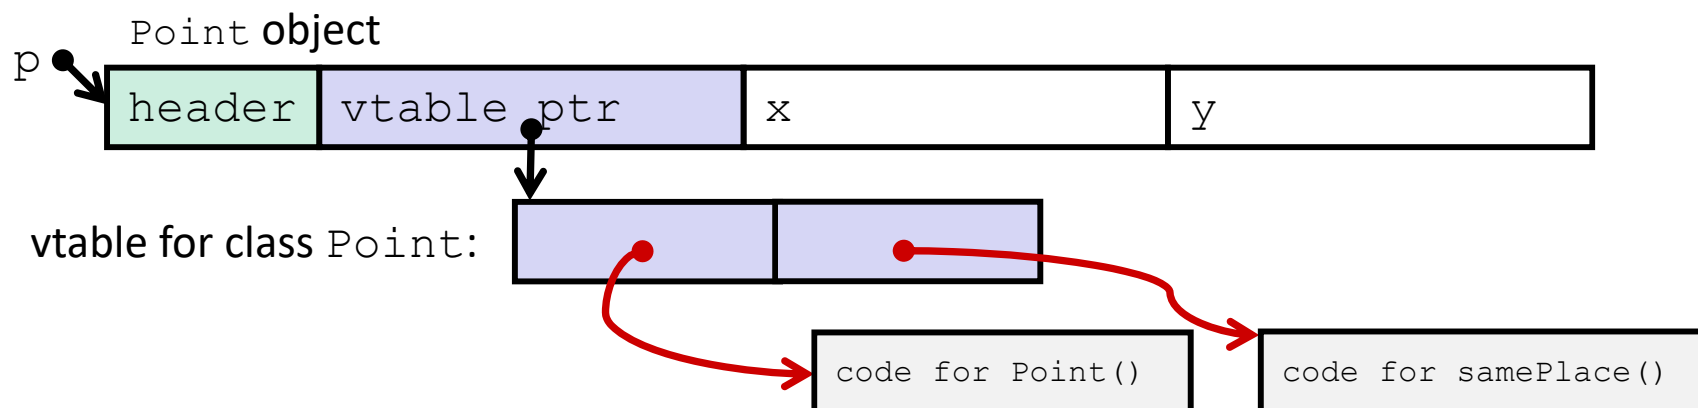 Point object
p
header vtable ptr x y
vtable for class Point:
code for Point() code for samePlace()